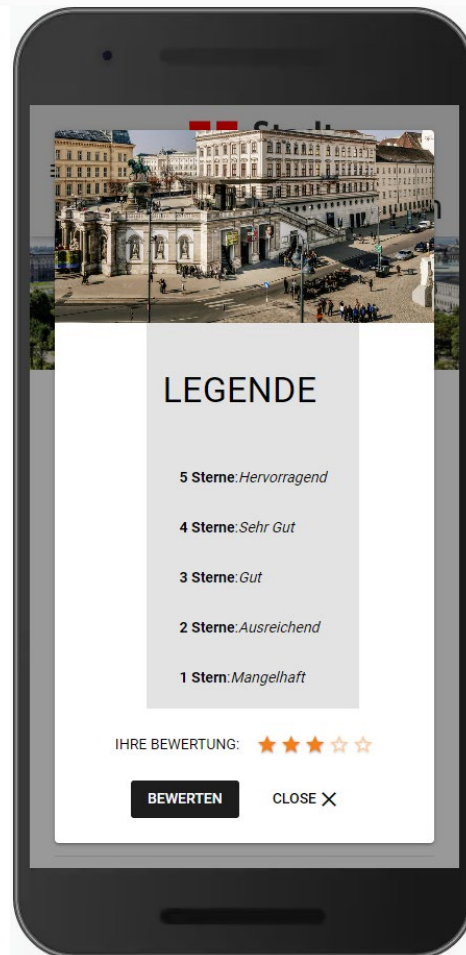 LEGENDE
5 Sterne:Hervorragend
4 Sterne:Sehr Gut
3 Sterne:Gut
2 Sterne:Ausreichend
1 Stern:Mangelhaft
IHRE BEWERTUNG:
BEWERTEN CLOSE